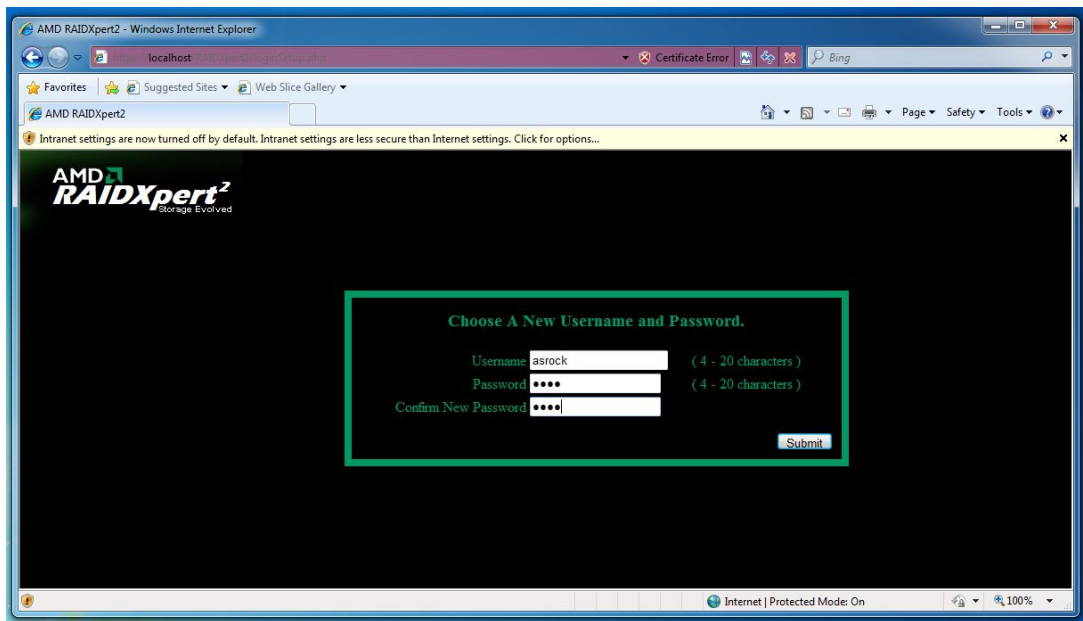 AMD RAIDXpert2 - Windows Internet Explorer
localhost
Certificate Error
Bing
Favorites
Suggested Sites
Web Slice Gallery
AMD RAIDXpert2
Page
Safety
Tools
Intranet settings are now turned off by default. Intranet settings are less secure than Internet settings. Click for options...
AMD
RAIDXpert2
Storage Evolved
Choose A New Username and Password.
Username asrock ( 4 - 20 characters )
Password •••• ( 4 - 20 characters )
Confirm New Password ••••
Submit
Internet | Protected Mode: On
100%